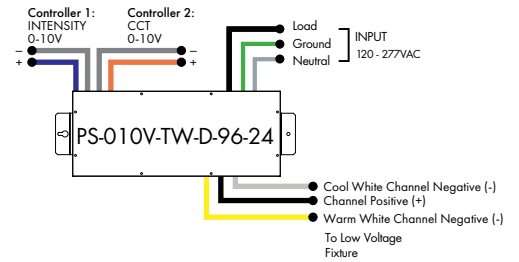 Controller 1:
INTENSITY
0-10V
–
+
Controller 2:
CCT
0-10V
–
+
Load
Ground
Neutral
INPUT
120 - 277VAC
PS-010V-TW-D-96-24
Cool White Channel Negative (-)
Channel Positive (+)
Warm White Channel Negative (-)
To Low Voltage
Fixture